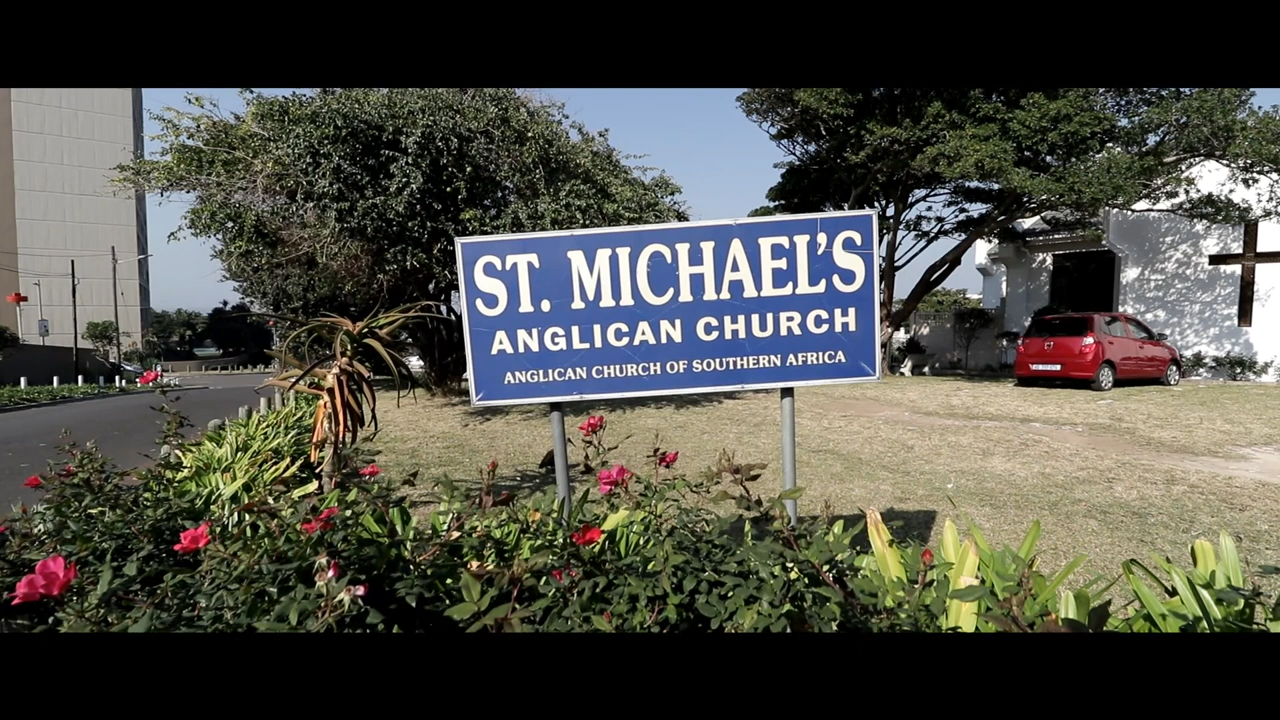 ST. MICHAEL'S
ANGLICAN CHURCH
ANGLICAN CHURCH OF SOUTHERN AFRICA